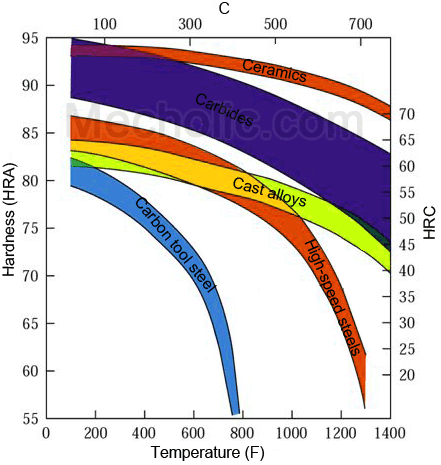 C
100 300 500 700
95
90
85
80
75
70
65
60
55
Hardness (HRA)
Ceramics
Mecholic.com
Carbides
Cast alloys
Carbon tool steel
High-speed steels
70
65
60
55
50
45
40
35
30
25
20
HRC
0 200 400 600 800 1000 1200 1400
Temperature (F)